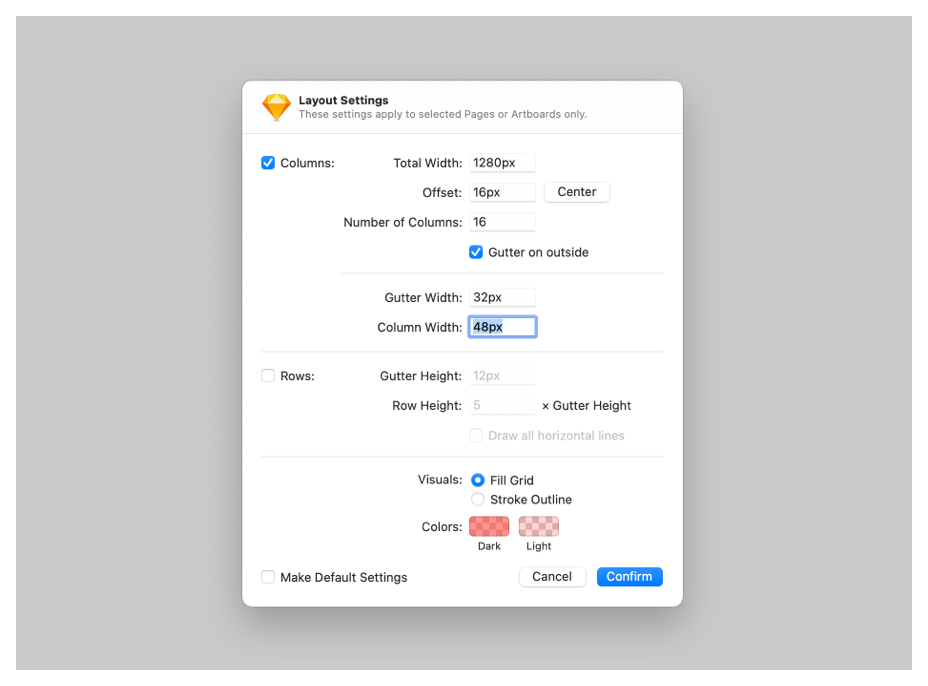 Layout Settings
These settings apply to selected Pages or Artboards only.
Columns: Total Width: 1280px
Offset: 16px Center
Number of Columns: 16
Gutter on outside
Gutter Width: 32px
Column Width: 48px
Rows: Gutter Height: 12px
Row Height: 5 × Gutter Height
Draw all horizontal lines
Visuals: Fill Grid
Stroke Outline
Colors:
Dark Light
Make Default Settings Cancel Confirm